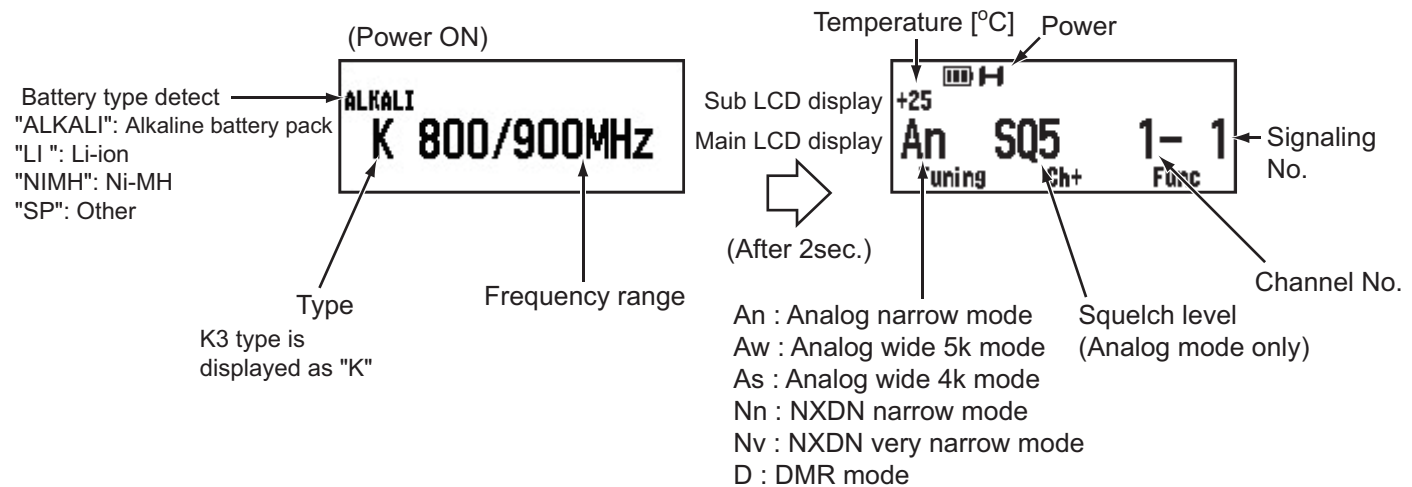 (Power ON)
Battery type detect
"ALKALI": Alkaline battery pack
"LI ": Li-ion
"NIMH": Ni-MH
"SP": Other
ALKALI
K 800/900MHz
Type
K3 type is
displayed as "K"
Frequency range
(After 2sec.)
Temperature [°C]
Power
Sub LCD display
Main LCD display
+25
An SQ5 1- 1
Tuning Ch+ Func
Signaling
No.
Channel No.
Squelch level
(Analog mode only)
An : Analog narrow mode
Aw : Analog wide 5k mode
As : Analog wide 4k mode
Nn : NXDN narrow mode
Nv : NXDN very narrow mode
D : DMR mode